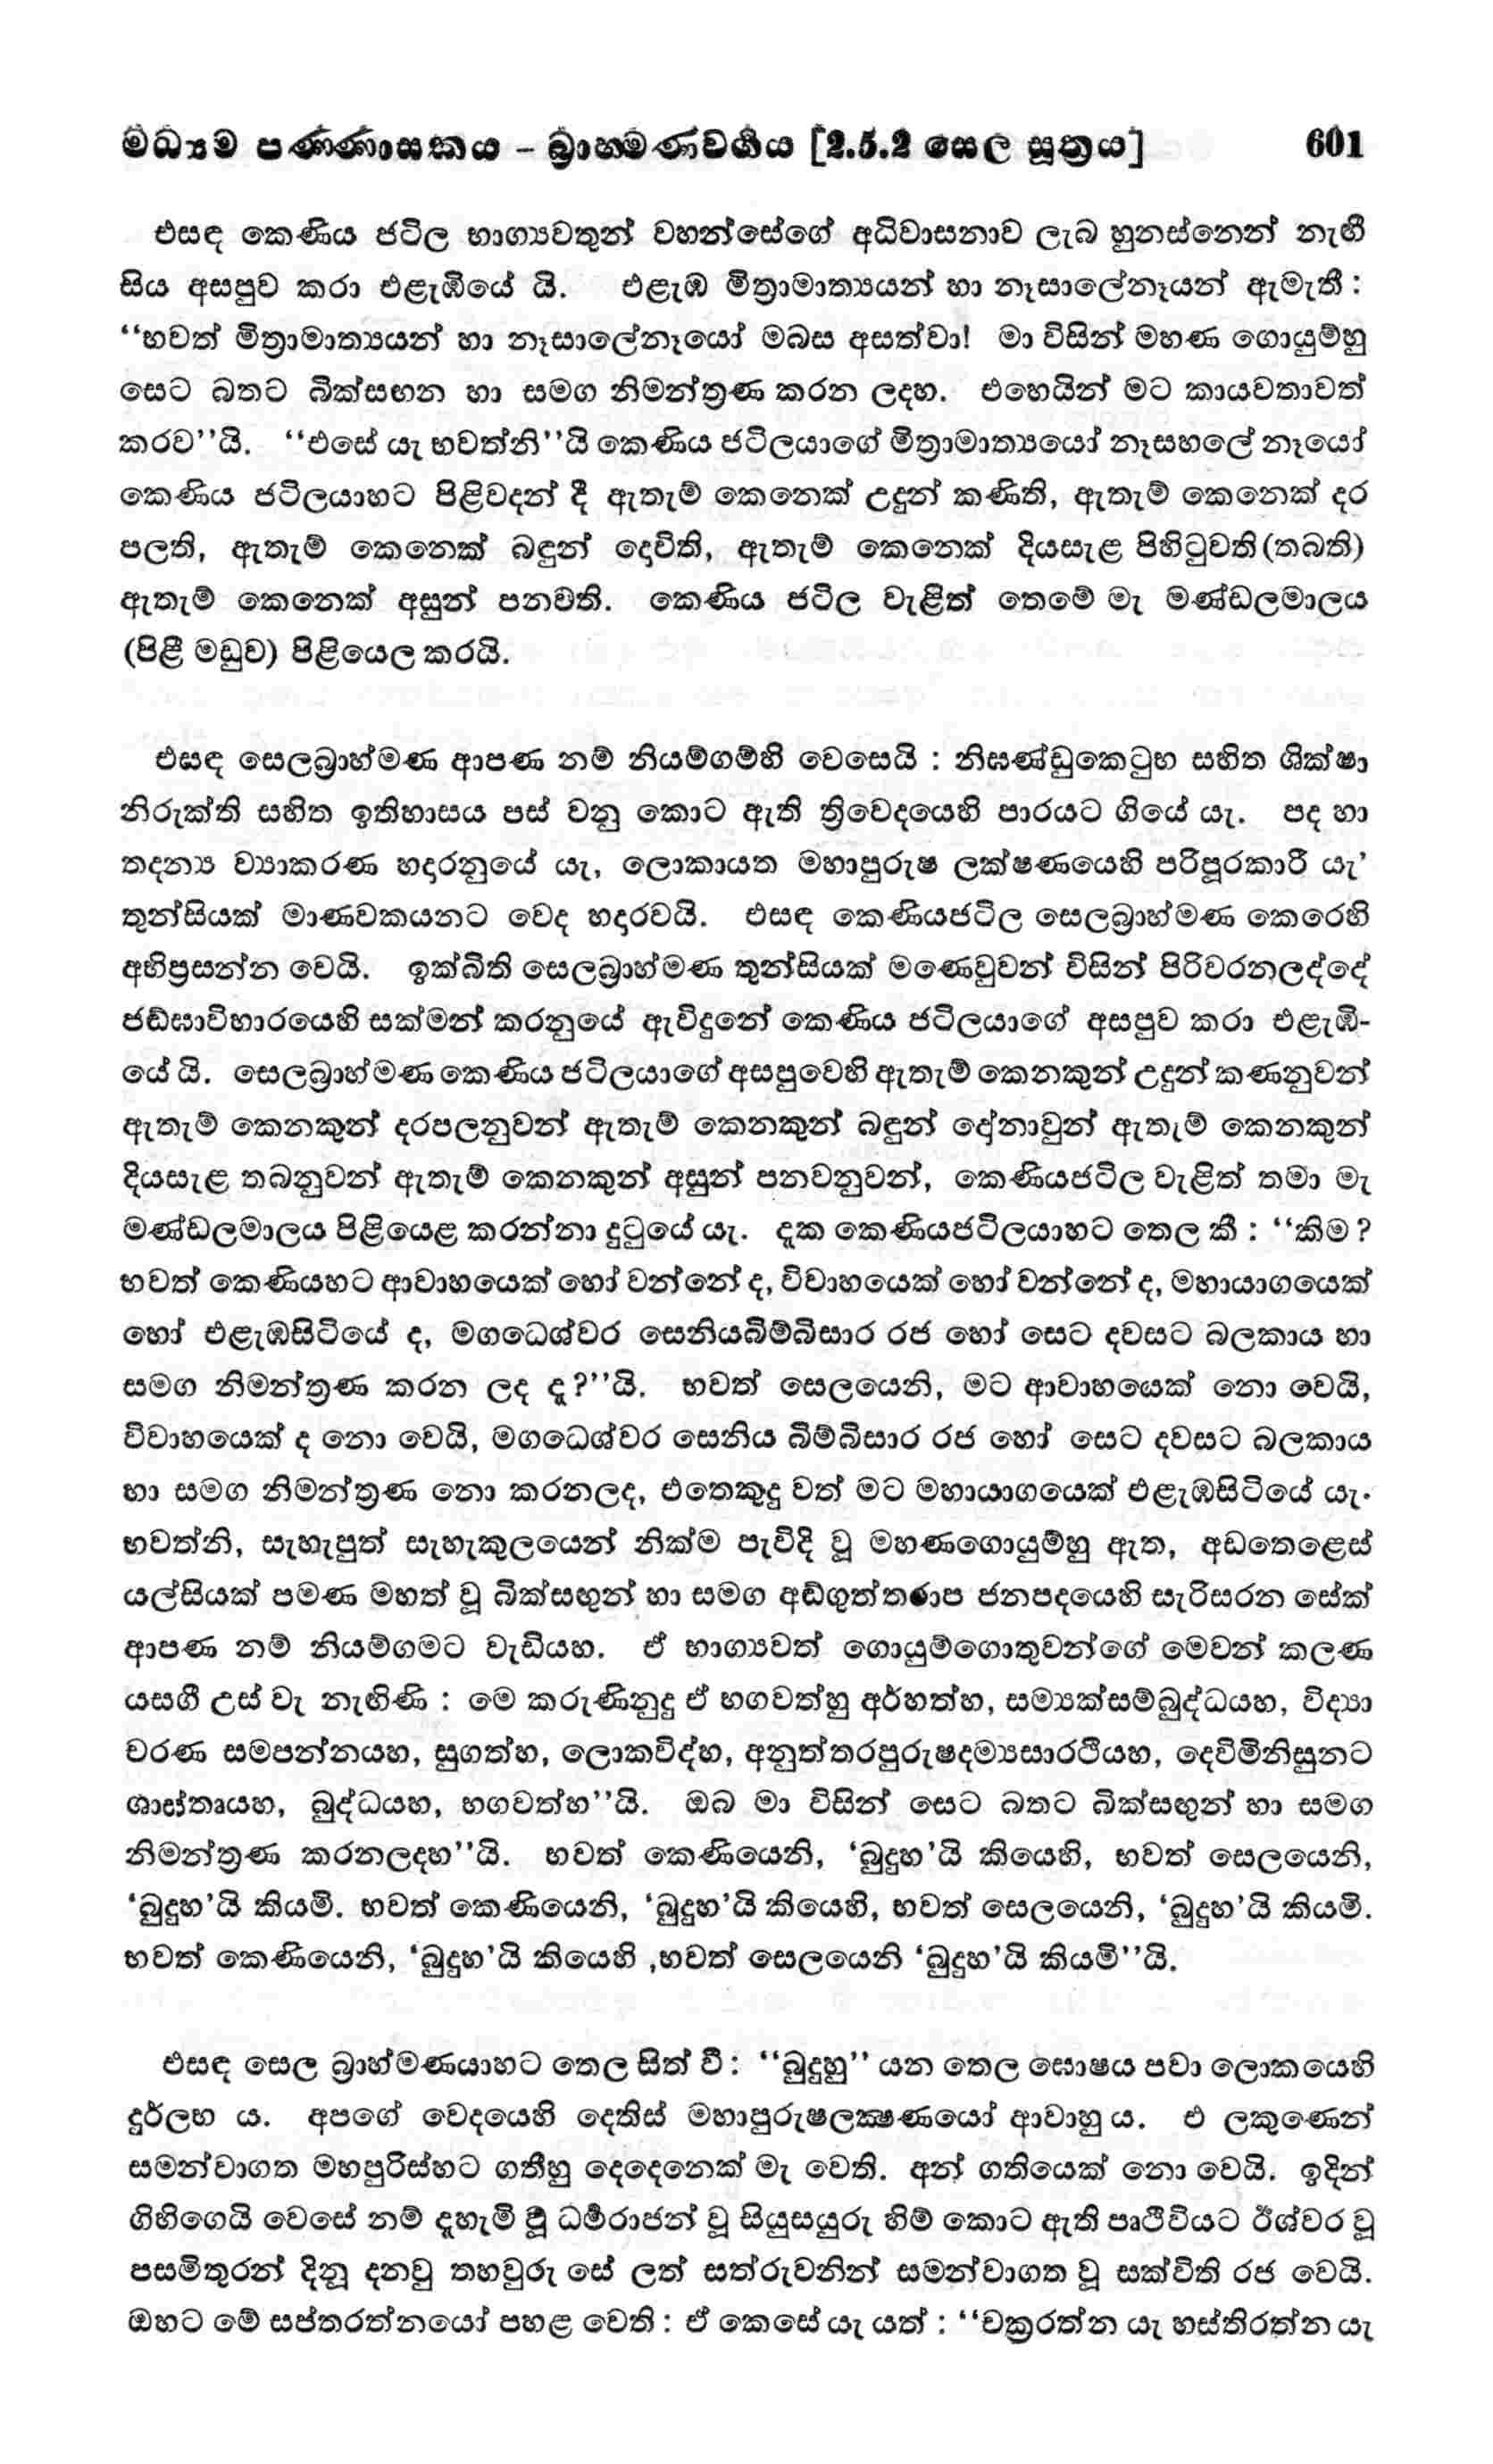 මධ්‍යම පණ්ණාසකය – බ්‍රාහ්මණවර්‍ගය [2.5.2 සෙල සූත්‍රය] 601
එසඳ කෙණිය ජටිල භාග්‍යවතුන් වහන්සේගේ අධිවාසනාව ලැබ හුනස්නෙන් නැඟී
සිය අසපුව කරා එළැඹියේ යි. එළැඹ මිත්‍රාමාත්‍යයන් හා නෑසාලේනෑයන් ඇමැතී :
“භවත් මිත්‍රාමාත්‍යයන් හා නෑසාලේනෑයෝ මබස අසත්වා! මා විසින් මහණ ගොයුම්හු
සෙට බතට බික්සඟන හා සමග නිමන්ත්‍රණ කරන ලදහ. එහෙයින් මට කායවතාවත්
කරව”යි. “එසේ යැ භවත්නි”යි කෙණිය ජටිලයාගේ මිත්‍රාමාත්‍යයෝ නෑසහලේ නෑයෝ
කෙණිය ජටිලයාහට පිළිවදන් දී ඇතැම් කෙනෙක් උදුන් කණිති, ඇතැම් කෙනෙක් දර
පලති, ඇතැම් කෙනෙක් බඳුන් දොවිති, ඇතැම් කෙනෙක් දියසැළ පිහිටුවති (තබති)
ඇතැම් කෙනෙක් අසුන් පනවති. කෙණිය ජටිල වැළිත් තෙමේ මැ මණ්ඩලමාලය
(පිළී මඩුව) පිළියෙල කරයි.
එසඳ සෙලබ්‍රාහ්මණ ආපණ නම් නියම්ගම්හි වෙසෙයි : නිඝණ්ඩුකෙටුභ සහිත ශික්ෂා
නිරුක්ති සහිත ඉතිහාසය පස් වනු කොට ඇති ත්‍රිවෙදයෙහි පාරයට ගියේ යැ. පද හා
තදන්‍ය ව්‍යාකරණ හදාරනුයේ යැ, ලොකායත මහාපුරුෂ ලක්ෂණයෙහි පරිපූරකාරී යැ’
තුන්සියක් මාණවකයනට වෙද හදාරවයි. එසඳ කෙණියජටිල සෙලබ්‍රාහ්මණ කෙරෙහි
අභිප්‍රසන්න වෙයි. ඉක්බිති සෙලබ්‍රාහ්මණ තුන්සියක් මණෙවුවන් විසින් පිරිවරනලද්දේ
ජඞ්ඝාවිහාරයෙහි සක්මන් කරනුයේ ඇවිදුනේ කෙණිය ජටිලයාගේ අසපුව කරා එළැඹි-
යේ යි. සෙලබ්‍රාහ්මණ කෙණිය ජටිලයාගේ අසපුවෙහි ඇතැම් කෙනකුන් උදුන් කණනුවන්
ඇතැම් කෙනකුන් දරපලනුවන් ඇතැම් කෙනකුන් බඳුන් දෝනාවුන් ඇතැම් කෙනකුන්
දියසැළ තබනුවන් ඇතැම් කෙනකුන් අසුන් පනවනුවන්, කෙණියජටිල වැළිත් තමා මැ
මණ්ඩලමාලය පිළියෙළ කරන්නා දුටුයේ යැ. දැක කෙණියජටිලයාහට තෙල කී : “කිම ?
භවත් කෙණියහට ආවාහයෙක් හෝ වන්නේ ද, විවාහයෙක් හෝ වන්නේ ද, මහායාගයෙක්
හෝ එළැඹසිටියේ ද, මගධෙශ්වර සෙනියබිම්බිසාර රජ හෝ සෙට දවසට බලකාය හා
සමග නිමන්ත්‍රණ කරන ලද දැ?”යි. භවත් සෙලයෙනි, මට ආවාහයෙක් නො වෙයි,
විවාහයෙක් ද නො වෙයි, මගධෙශ්වර සෙනිය බිම්බිසාර රජ හෝ සෙට දවසට බලකාය
හා සමග නිමන්ත්‍රණ නො කරනලද, එතෙකුදු වත් මට මහායාගයෙක් එළැඹසිටියේ යැ.
භවත්නි, සැහැපුත් සැහැකුලයෙන් නික්ම පැවිදි වූ මහණගොයුම්හු ඇත, අඩතෙළෙස්
යල්සියක් පමණ මහත් වූ බික්සඟුන් හා සමග අඞ්ගුත්තරාප ජනපදයෙහි සැරිසරන සේක්
ආපණ නම් නියම්ගමට වැඩියහ. ඒ භාග්‍යවත් ගොයුම්ගොතුවන්ගේ මෙවන් කලණ
යසගී උස් වැ නැඟිණි : මෙ කරුණිනුදු ඒ භගවත්හු අර්හත්හ, සම්‍යක්සම්බුද්ධයහ, විද්‍යා
චරණ සමපන්නයහ, සුගත්හ, ලොකවිද්හ, අනුත්තරපුරුෂදම්‍යසාරථියහ, දෙවිමිනිසුනට
ශාස්තෘයහ, බුද්ධයහ, භගවත්හ”යි. ඔබ මා විසින් සෙට බතට බික්සඟුන් හා සමග
නිමන්ත්‍රණ කරනලදහ”යි. භවත් කෙණියෙනි, ‘බුදුහ’යි කියෙහි, භවත් සෙලයෙනි,
‘බුදුහ’යි කියමි. භවත් කෙණියෙනි, ‘බුදුහ’යි කියෙහි, භවත් සෙලයෙනි, ‘බුදුහ’යි කියමි.
භවත් කෙණියෙනි, ‘බුදුහ’යි කියෙහි ,භවත් සෙලයෙනි ‘බුදුහ’යි කියමි”යි.
එසඳ සෙල බ්‍රාහ්මණයාහට තෙල සිත් වී : “බුදුහු” යන තෙල ඝොෂය පවා ලොකයෙහි
දුර්ලභ ය. අපගේ වෙදයෙහි දෙතිස් මහාපුරුෂලක්‍ෂණයෝ ආවාහු ය. එ ලකුණෙන්
සමන්වාගත මහපුරිස්හට ගතීහු දෙදෙනෙක් මැ වෙති. අන් ගතියෙක් නො වෙයි. ඉදින්
ගිහිගෙයි වෙසේ නම් දැහැමි වූ ධර්‍මරාජන් වූ සියුසයුරු හිම් කොට ඇති පෘථිවියට ඊශ්වර වූ
පසමිතුරන් දිනූ දනවු තහවුරු සේ ලත් සත්රුවනින් සමන්වාගත වූ සක්විති රජ වෙයි.
ඔහට මේ සප්තරත්නයෝ පහළ වෙති : ඒ කෙසේ යැ යත් : “චක්‍රරත්න යැ හස්තිරත්න යැ